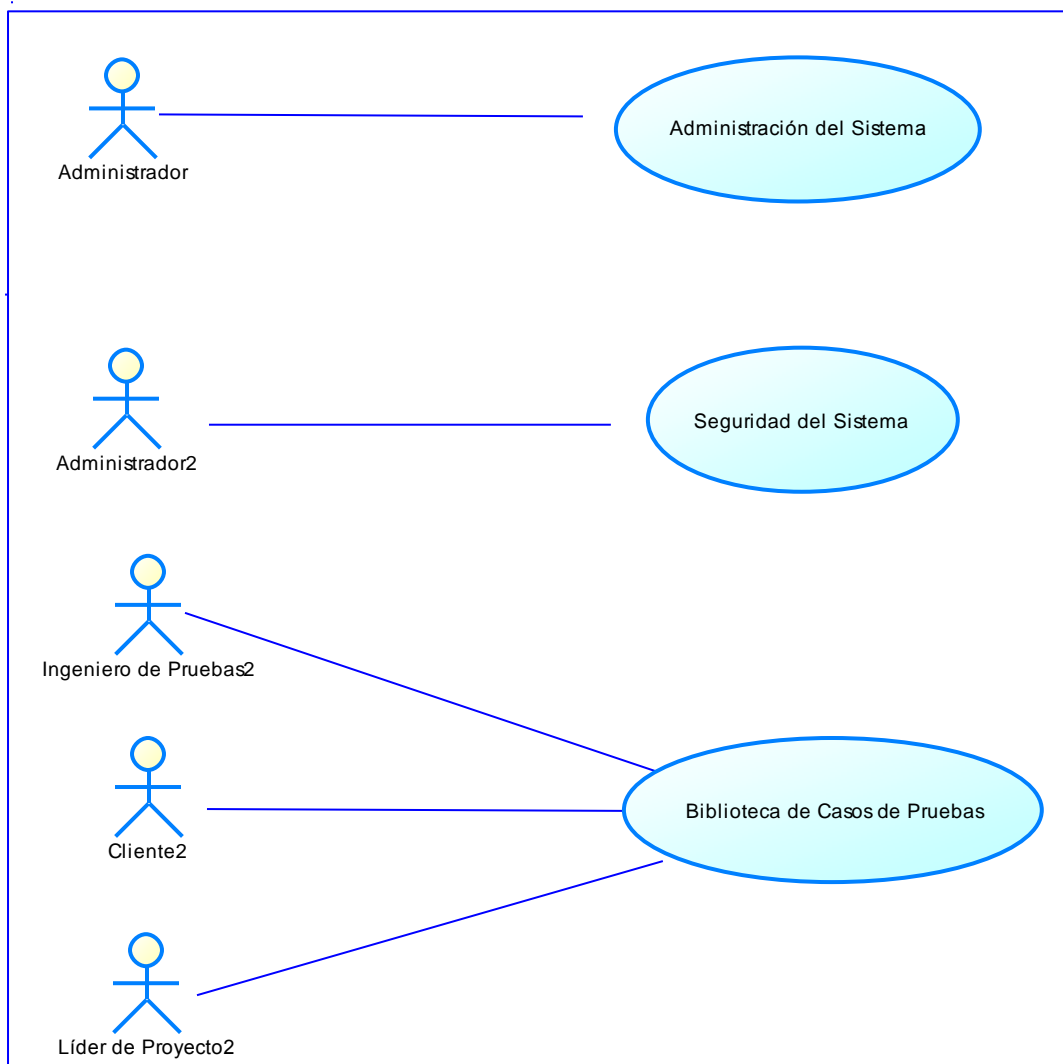 Administrador
Administración del Sistema
Administrador2
Seguridad del Sistema
Ingeniero de Pruebas2
Cliente2
Biblioteca de Casos de Pruebas
Líder de Proyecto2